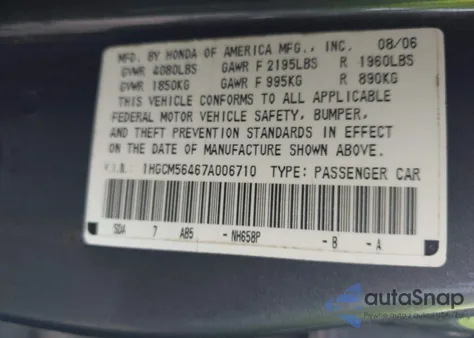 MFD. BY HONDA OF AMERICA MFG., INC. 08/06
GVWR 4080LBS GAWR F 2195LBS R 1960LBS
GVWR 1850KG GAWR F 995KG R 890KG
THIS VEHICLE CONFORMS TO ALL APPLICABLE
FEDERAL MOTOR VEHICLE SAFETY, BUMPER,
AND THEFT PREVENTION STANDARDS IN EFFECT
ON THE DATE OF MANUFACTURE SHOWN ABOVE.
V.I.N.: 1HGCM56467A006710 TYPE: PASSENGER CAR
SDA 7 AB5 - NH658P - B - A
autoSnap